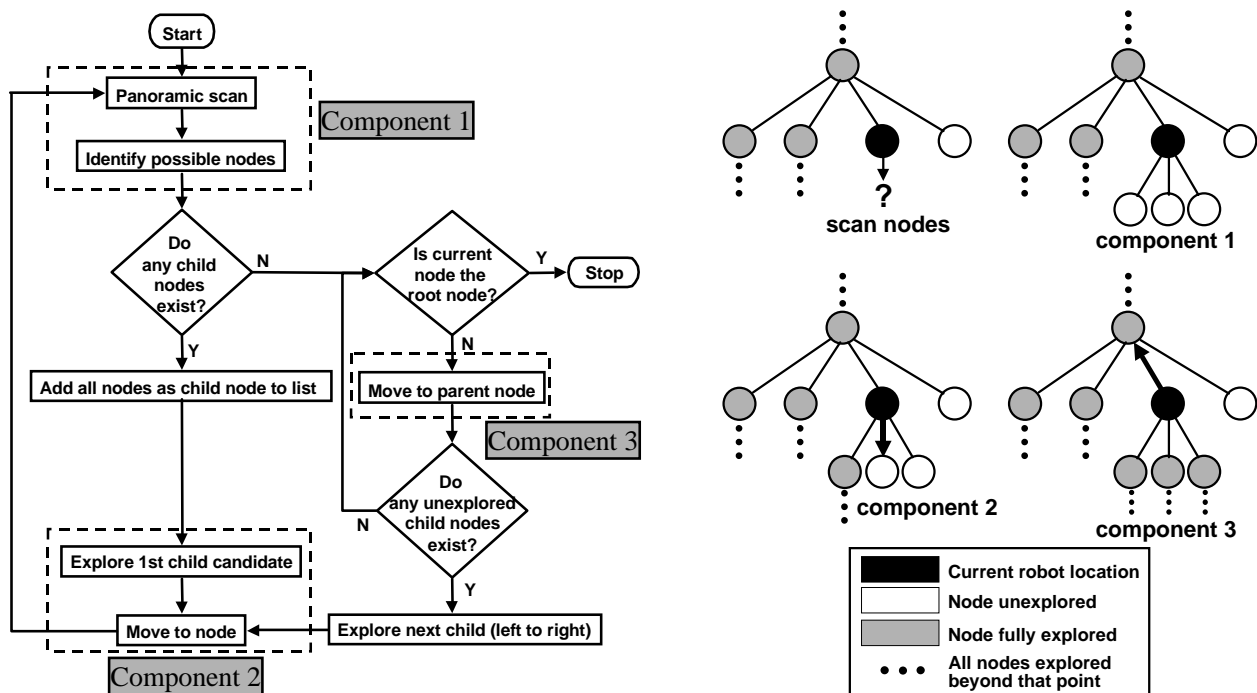 Start
Panoramic scan
Component 1
Identify possible nodes
Do
any child
nodes
exist?
N
Y
Is current
node the
root node?
Y
Stop
N
Add all nodes as child node to list
Move to parent node
Component 3
Do
any unexplored
child nodes
exist?
N
Y
Explore 1st child candidate
Move to node
Explore next child (left to right)
Component 2
?
scan nodes
component 1
component 2
component 3
Current robot location
Node unexplored
Node fully explored
All nodes explored
beyond that point